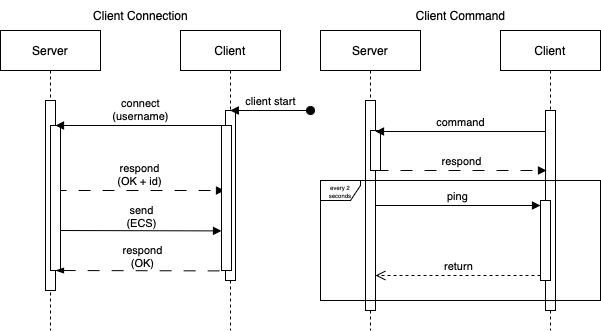 Client Connection
Server
Client
client start
connect
(username)
respond
(OK + id)
send
(ECS)
respond
(OK)
Client Command
Server
Client
command
respond
every 2
seconds
ping
return